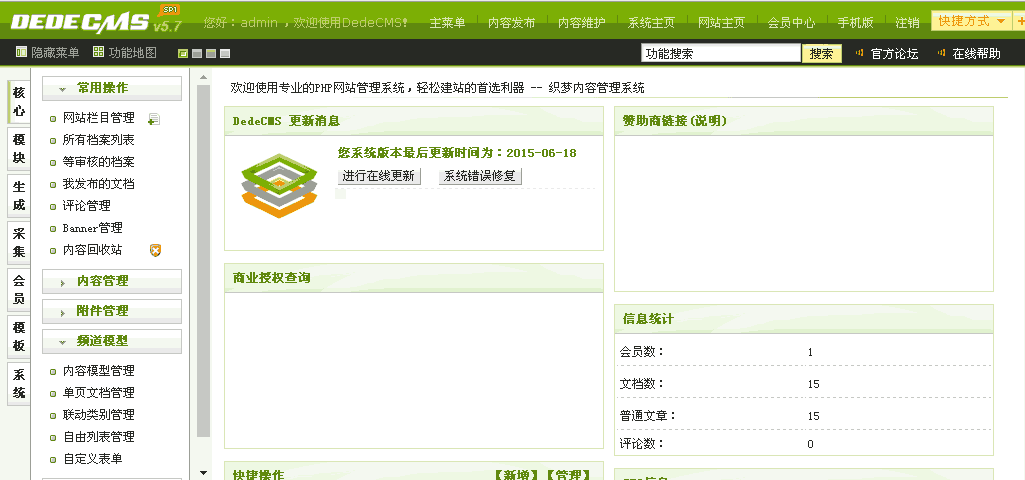 DEDECMS V5.7 SP1
您好：admin ，欢迎使用DedeCMS！ 主菜单 内容发布 内容维护 系统主页 网站主页 会员中心 手机版 注销 快捷方式
隐藏菜单 功能地图 功能搜索 搜索 官方论坛 在线帮助
核心
模块
生成
采集
会员
模板
系统
常用操作
网站栏目管理
所有档案列表
等审核的档案
我发布的文档
评论管理
Banner管理
内容回收站
内容管理
附件管理
频道模型
内容模型管理
单页文档管理
联动类别管理
自由列表管理
自定义表单
欢迎使用专业的PHP网站管理系统，轻松建站的首选利器 -- 织梦内容管理系统
DedeCMS 更新消息
您系统版本最后更新时间为：2015-06-18
进行在线更新 系统错误修复
商业授权查询
快捷操作 【新增】【管理】
赞助商链接(说明)
信息统计
会员数： 1
文档数： 15
普通文章： 15
评论数： 0